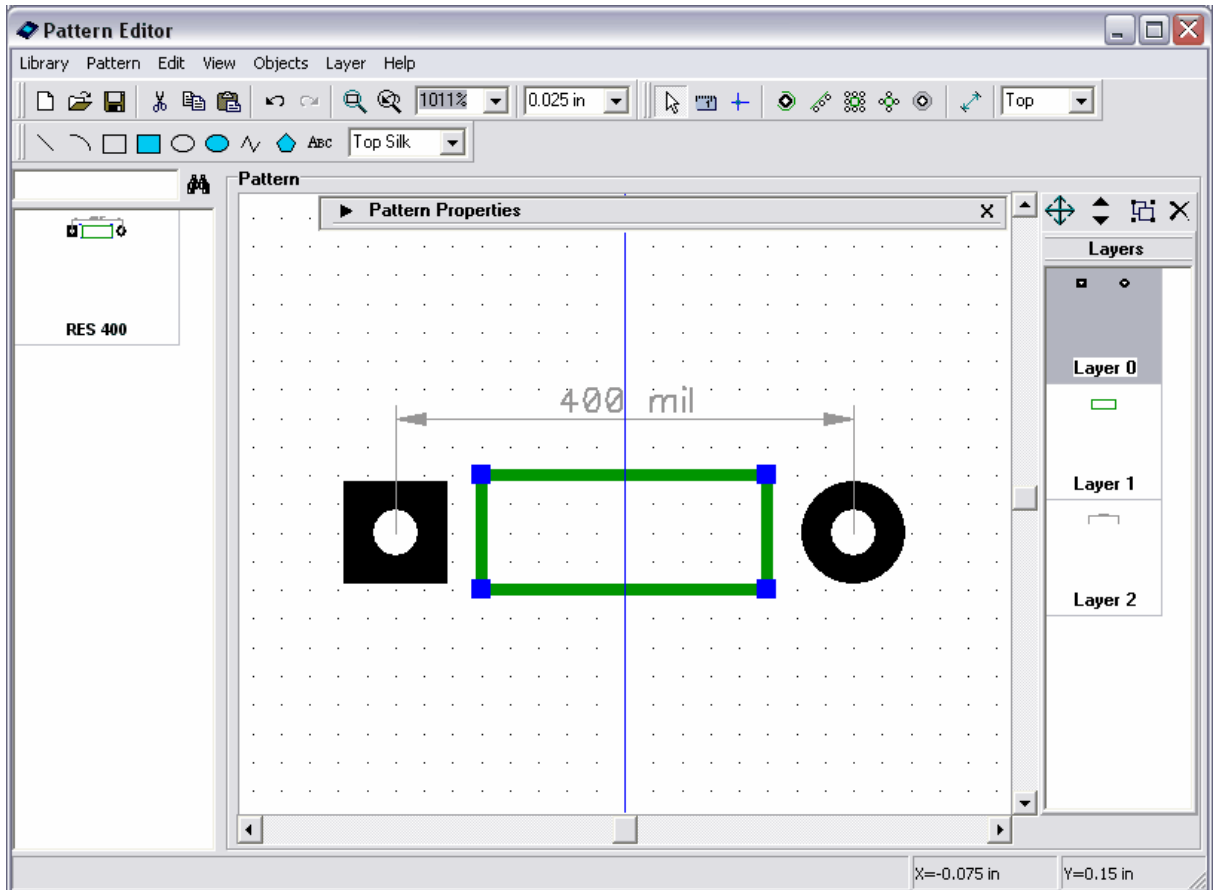 Pattern Editor
Library Pattern Edit View Objects Layer Help
1011% 0.025 in Top
ABC Top Silk
Pattern
Pattern Properties X
Layers
RES 400
400 mil
Layer 0
Layer 1
Layer 2
X=-0.075 in Y=0.15 in